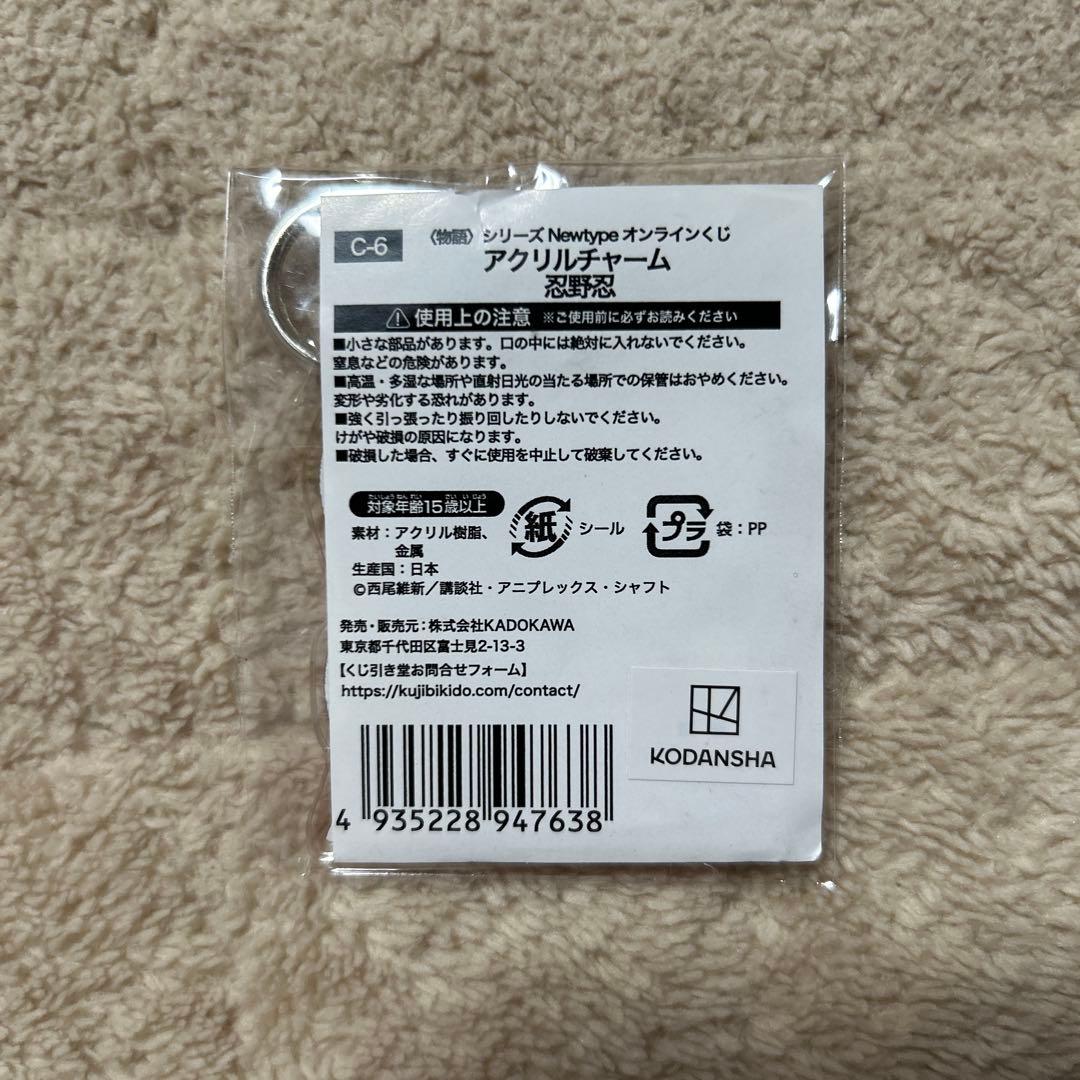 C-6
〈物語〉シリーズ Newtype オンラインくじ
アクリルチャーム
忍野忍
使用上の注意 ※ご使用前に必ずお読みください
■小さな部品があります。口の中には絶対に入れないでください。
窒息などの危険があります。
■高温・多湿な場所や直射日光の当たる場所での保管はおやめください。
変形や劣化する恐れがあります。
■強く引っ張ったり振り回したりしないでください。
けがや破損の原因になります。
■破損した場合、すぐに使用を中止して破棄してください。
たいしょうねんれい さいいじょう
対象年齢15歳以上
素材：アクリル樹脂、
金属
生産国：日本
紙 シール
プラ 袋：PP
©西尾維新／講談社・アニプレックス・シャフト
発売・販売元：株式会社KADOKAWA
東京都千代田区富士見2-13-3
【くじ引き堂お問合せフォーム】
https://kujibikido.com/contact/
KODANSHA
4 935228 947638